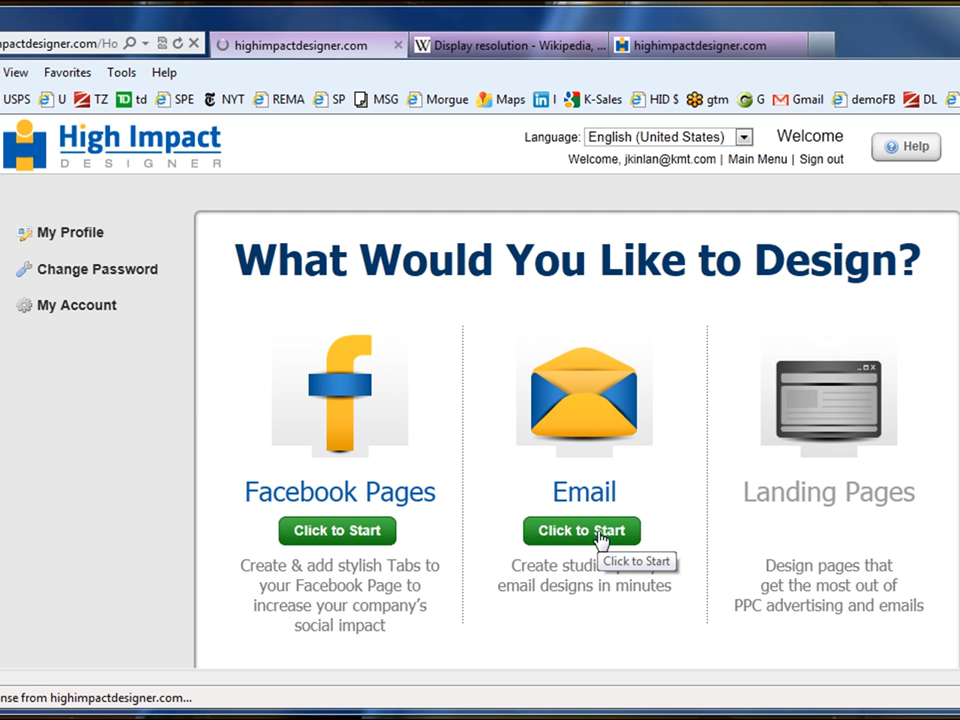 pactdesigner.com/Ho
highimpactdesigner.com
Display resolution - Wikipedia, ...
highimpactdesigner.com
View Favorites Tools Help
USPS U TZ td SPE NYT REMA SP MSG Morgue Maps I K-Sales HID $ gtm G Gmail demoFB DL
High Impact
DESIGNER
Language: English (United States) Welcome
Welcome, jkinlan@kmt.com | Main Menu | Sign out
Help
My Profile
Change Password
My Account
What Would You Like to Design?
Facebook Pages
Click to Start
Create & add stylish Tabs to
your Facebook Page to
increase your company's
social impact
Email
Click to Start
Click to Start
Create studi
email designs in minutes
Landing Pages
Design pages that
get the most out of
PPC advertising and emails
nse from highimpactdesigner.com...